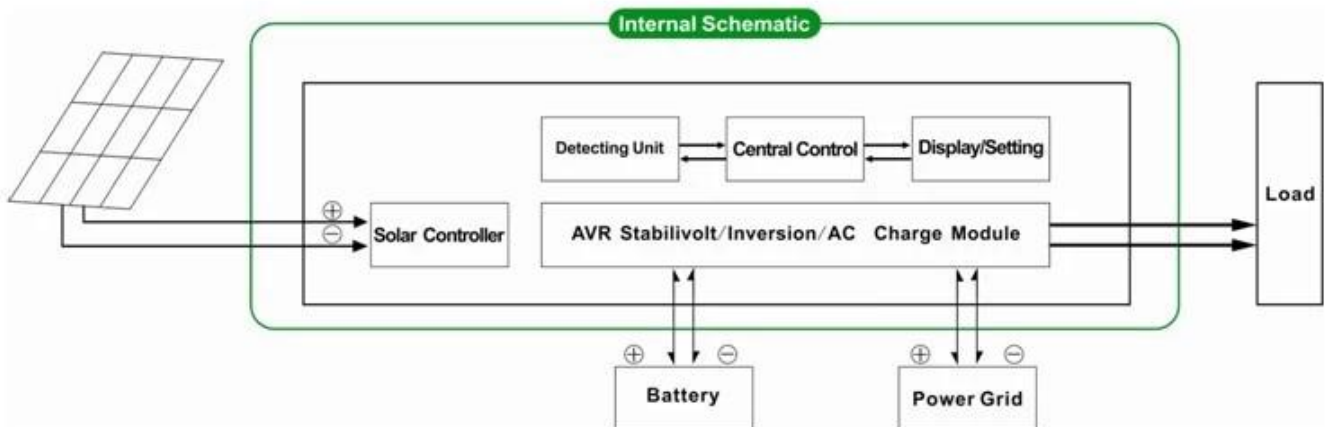 Internal Schematic
Detecting Unit
Central Control
Display/Setting
Load
⊕
⊖
Solar Controller
AVR Stabilivolt/Inversion/AC Charge Module
⊕
⊖
⊕
⊖
Battery
Power Grid